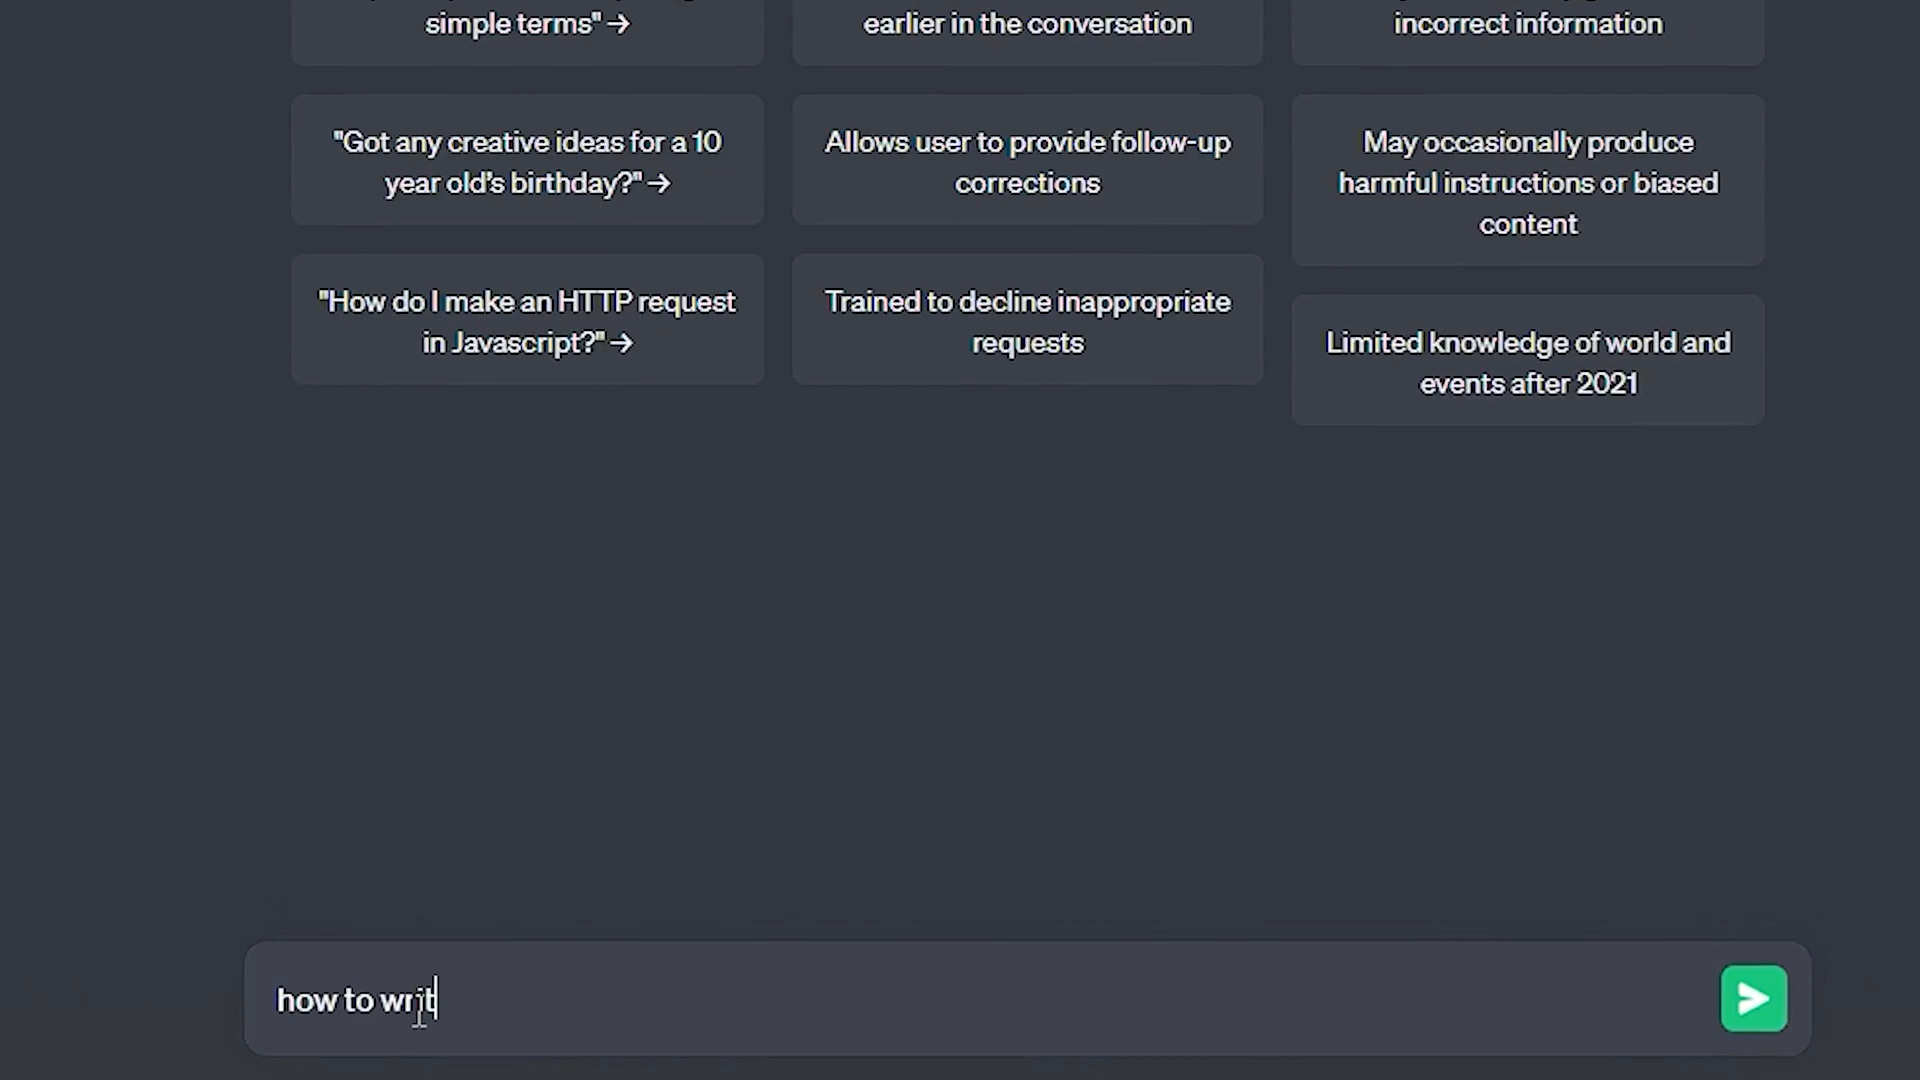 simple terms" →
"Got any creative ideas for a 10
year old's birthday?" →
"How do I make an HTTP request
in Javascript?" →
earlier in the conversation
Allows user to provide follow-up
corrections
Trained to decline inappropriate
requests
incorrect information
May occasionally produce
harmful instructions or biased
content
Limited knowledge of world and
events after 2021
how to writ